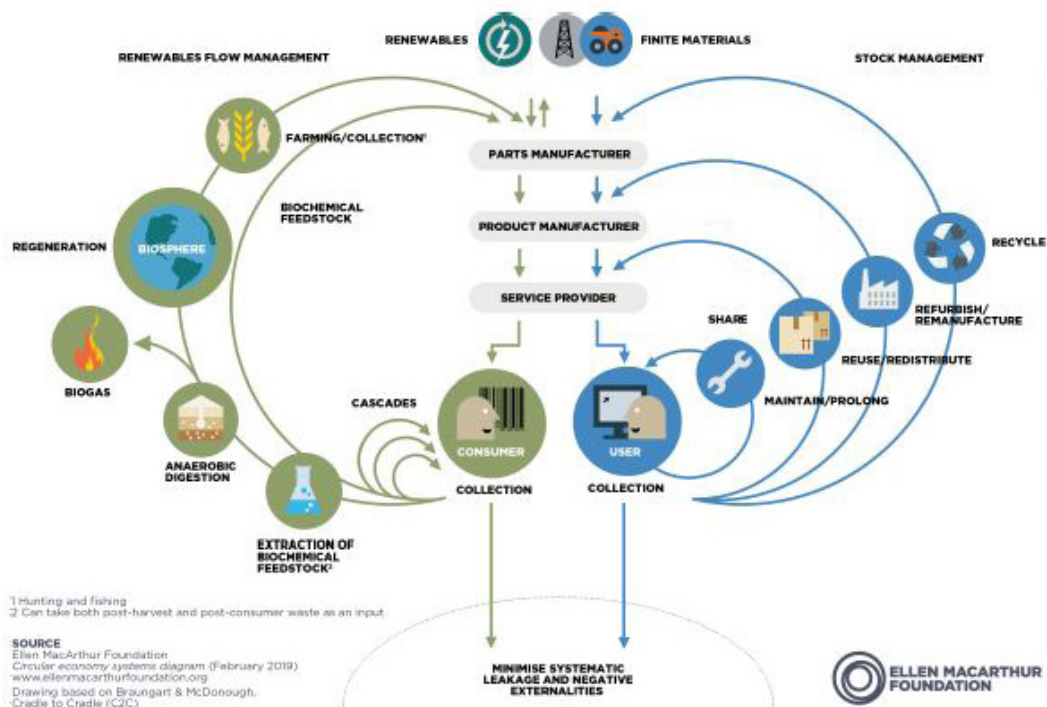 RENEWABLES
FINITE MATERIALS
RENEWABLES FLOW MANAGEMENT
STOCK MANAGEMENT
FARMING/COLLECTION¹
PARTS MANUFACTURER
BIOCHEMICAL
FEEDSTOCK
PRODUCT MANUFACTURER
REGENERATION
BIOSPHERE
RECYCLE
SERVICE PROVIDER
SHARE
REFURBISH/
REMANUFACTURE
REUSE/REDISTRIBUTE
BIOGAS
CASCADES
MAINTAIN/PROLONG
CONSUMER
USER
ANAEROBIC
DIGESTION
COLLECTION
COLLECTION
EXTRACTION OF
BIOCHEMICAL
FEEDSTOCK²
1 Hunting and fishing
2 Can take both post-harvest and post-consumer waste as an input
SOURCE
Ellen MacArthur Foundation
Circular economy systems diagram (February 2019)
www.ellenmacarthurfoundation.org
Drawing based on Braungart & McDonough,
Cradle to Cradle (C2C)
MINIMISE SYSTEMATIC
LEAKAGE AND NEGATIVE
EXTERNALITIES
ELLEN MACARTHUR
FOUNDATION